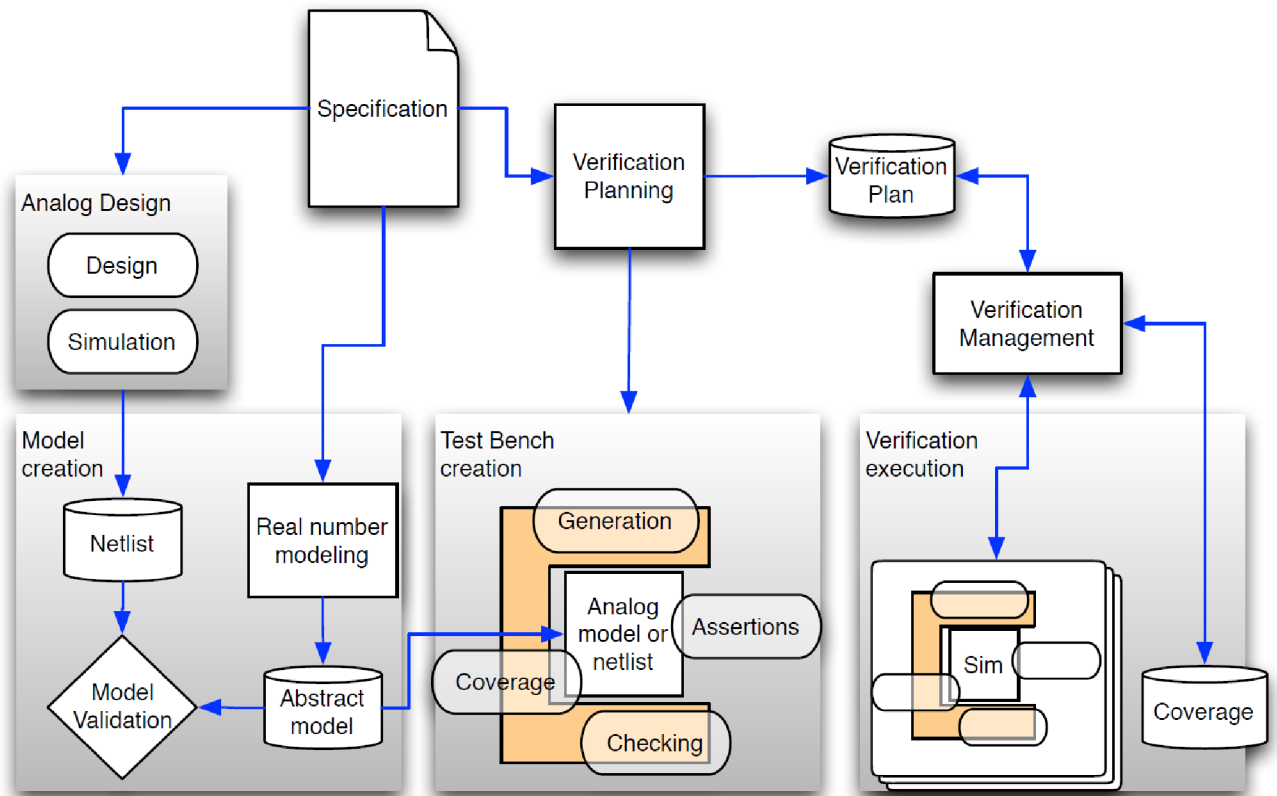 Specification
Verification
Planning
Verification
Plan
Analog Design
Design
Simulation
Verification
Management
Model
creation
Netlist
Real number
modeling
Model
Validation
Abstract
model
Test Bench
creation
Generation
Analog
model or
netlist
Assertions
Coverage
Checking
Verification
execution
Sim
Coverage